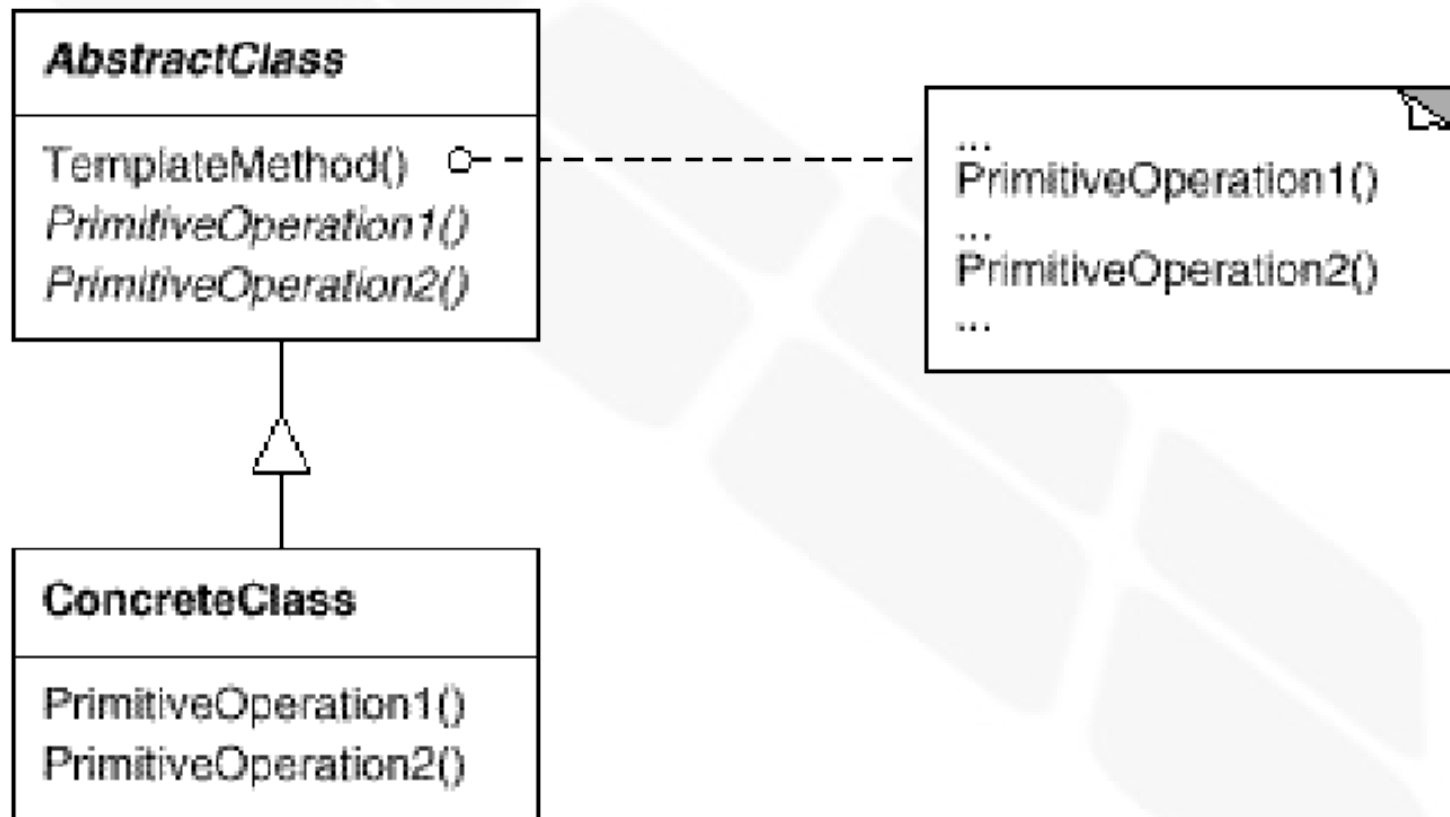 AbstractClass
TemplateMethod()
PrimitiveOperation1()
PrimitiveOperation2()
...
PrimitiveOperation1()
...
PrimitiveOperation2()
...
ConcreteClass
PrimitiveOperation1()
PrimitiveOperation2()